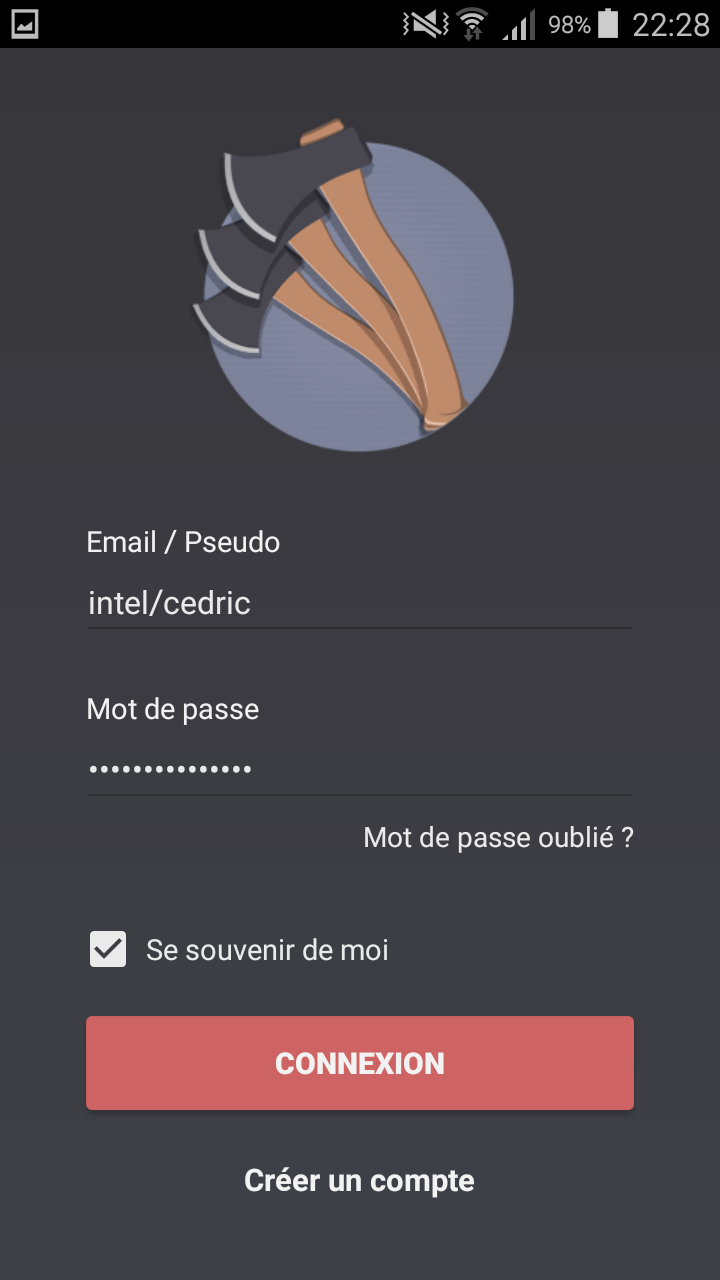 98% 22:28
Email / Pseudo
intel/cedric
Mot de passe
•••••••••••••••
Mot de passe oublié ?
Se souvenir de moi
CONNEXION
Créer un compte